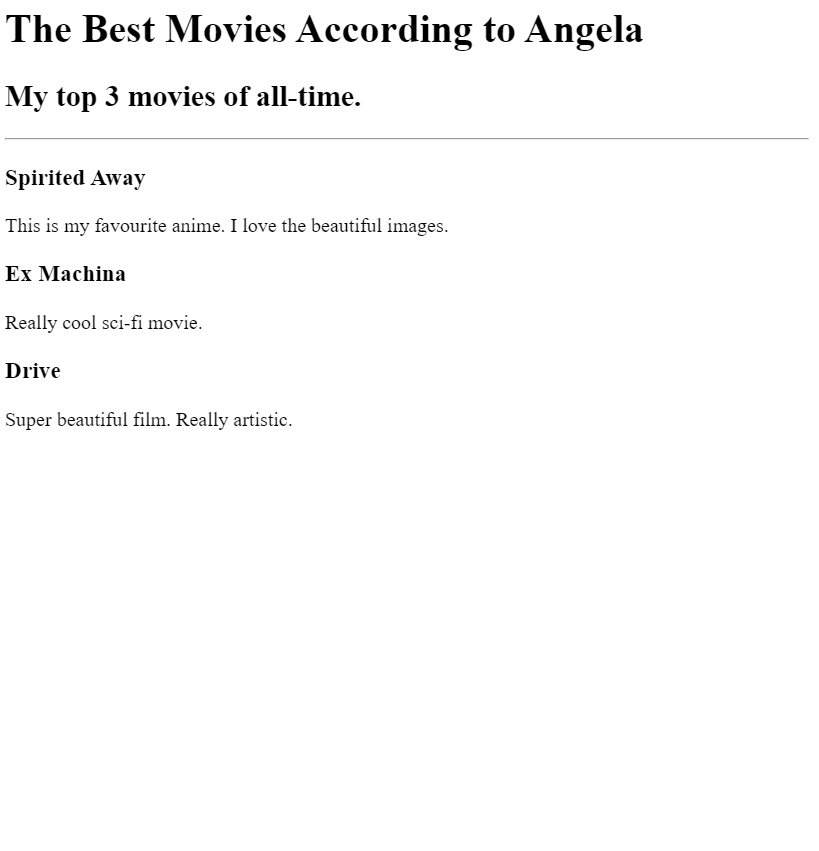 The Best Movies According to Angela
My top 3 movies of all-time.
Spirited Away
This is my favourite anime. I love the beautiful images.
Ex Machina
Really cool sci-fi movie.
Drive
Super beautiful film. Really artistic.